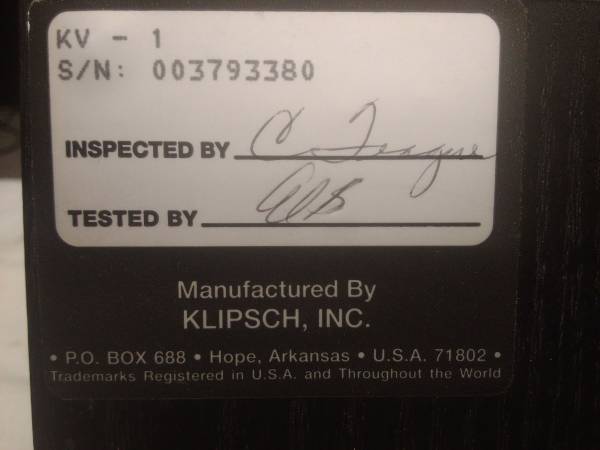 KV - 1
S/N: 003793380
INSPECTED BY C. Teague
TESTED BY
Manufactured By
KLIPSCH, INC.
• P.O. BOX 688 • Hope, Arkansas • U.S.A. 71802 •
Trademarks Registered in U.S.A. and Throughout the World